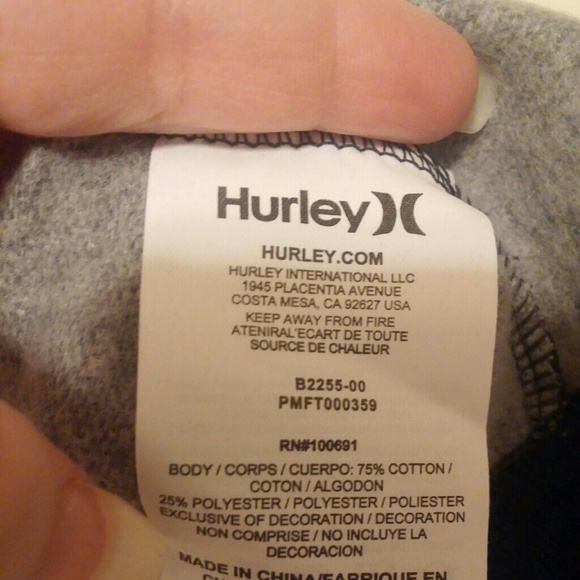 Hurley
HURLEY.COM
HURLEY INTERNATIONAL LLC
1945 PLACENTIA AVENUE
COSTA MESA, CA 92627 USA
KEEP AWAY FROM FIRE
ATENIRAL'ECART DE TOUTE
SOURCE DE CHALEUR
B2255-00
PMFT000359
RN#100691
BODY / CORPS / CUERPO: 75% COTTON /
COTON / ALGODON
25% POLYESTER / POLYESTER / POLIESTER
EXCLUSIVE OF DECORATION / DECORATION
NON COMPRISE / NO INCLUYE LA
DECORACION
MADE IN CHINA/FABRIQUE EN